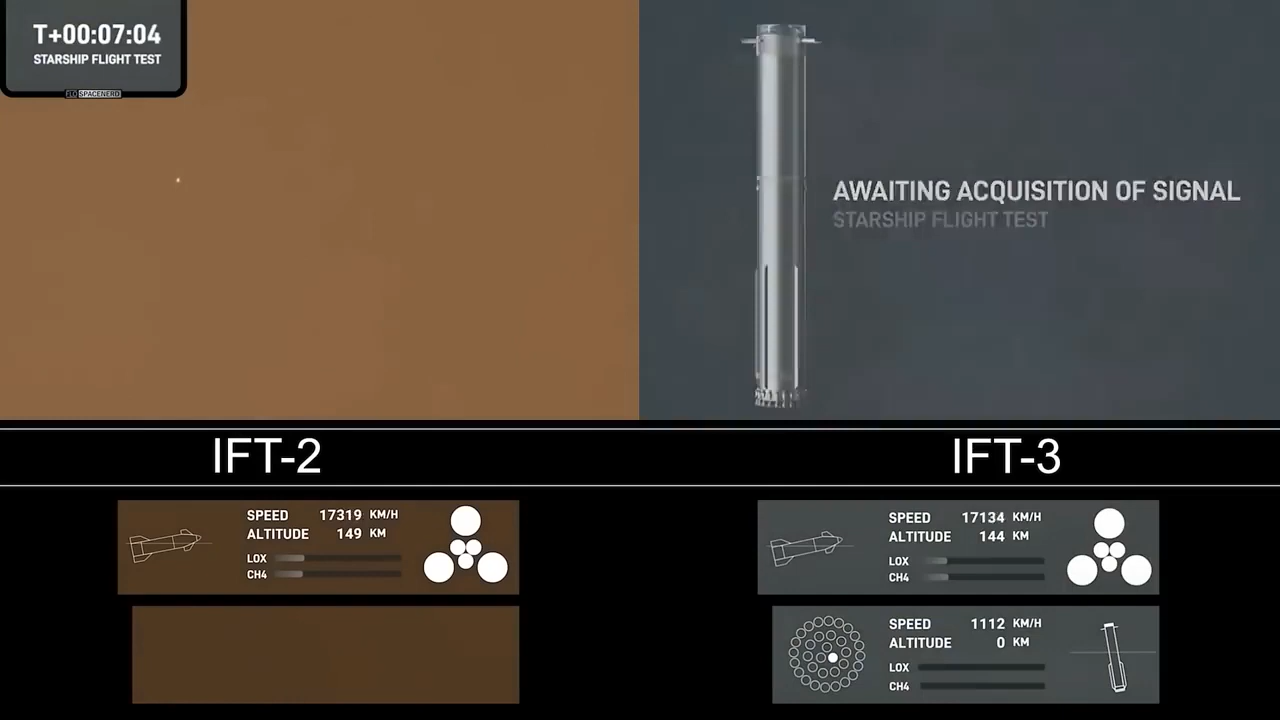 T+00:07:04
STARSHIP FLIGHT TEST
SPACENERD
AWAITING ACQUISITION OF SIGNAL
STARSHIP FLIGHT TEST
IFT-2
IFT-3
SPEED 17319 KM/H
ALTITUDE 149 KM
LOX
CH4
SPEED 17134 KM/H
ALTITUDE 144 KM
LOX
CH4
SPEED 1112 KM/H
ALTITUDE 0 KM
LOX
CH4